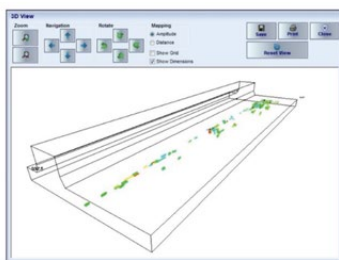 3D View
Zoom
Navigation
Rotate
Mapping
Amplitude
Distance
Show Grid
Show Dimensions
Save
Print
Close
Reset View